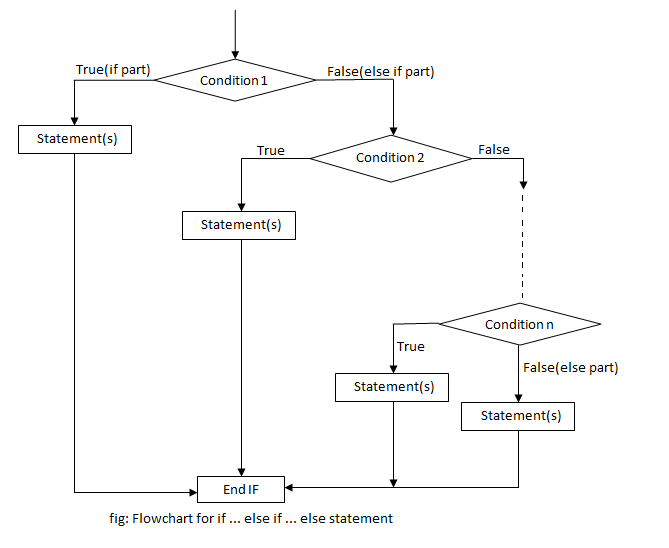 True(if part)
Condition 1
False(else if part)
Statement(s)
True
Condition 2
False
Statement(s)
Condition n
True
False(else part)
Statement(s)
Statement(s)
End IF
fig: Flowchart for if ... else if ... else statement